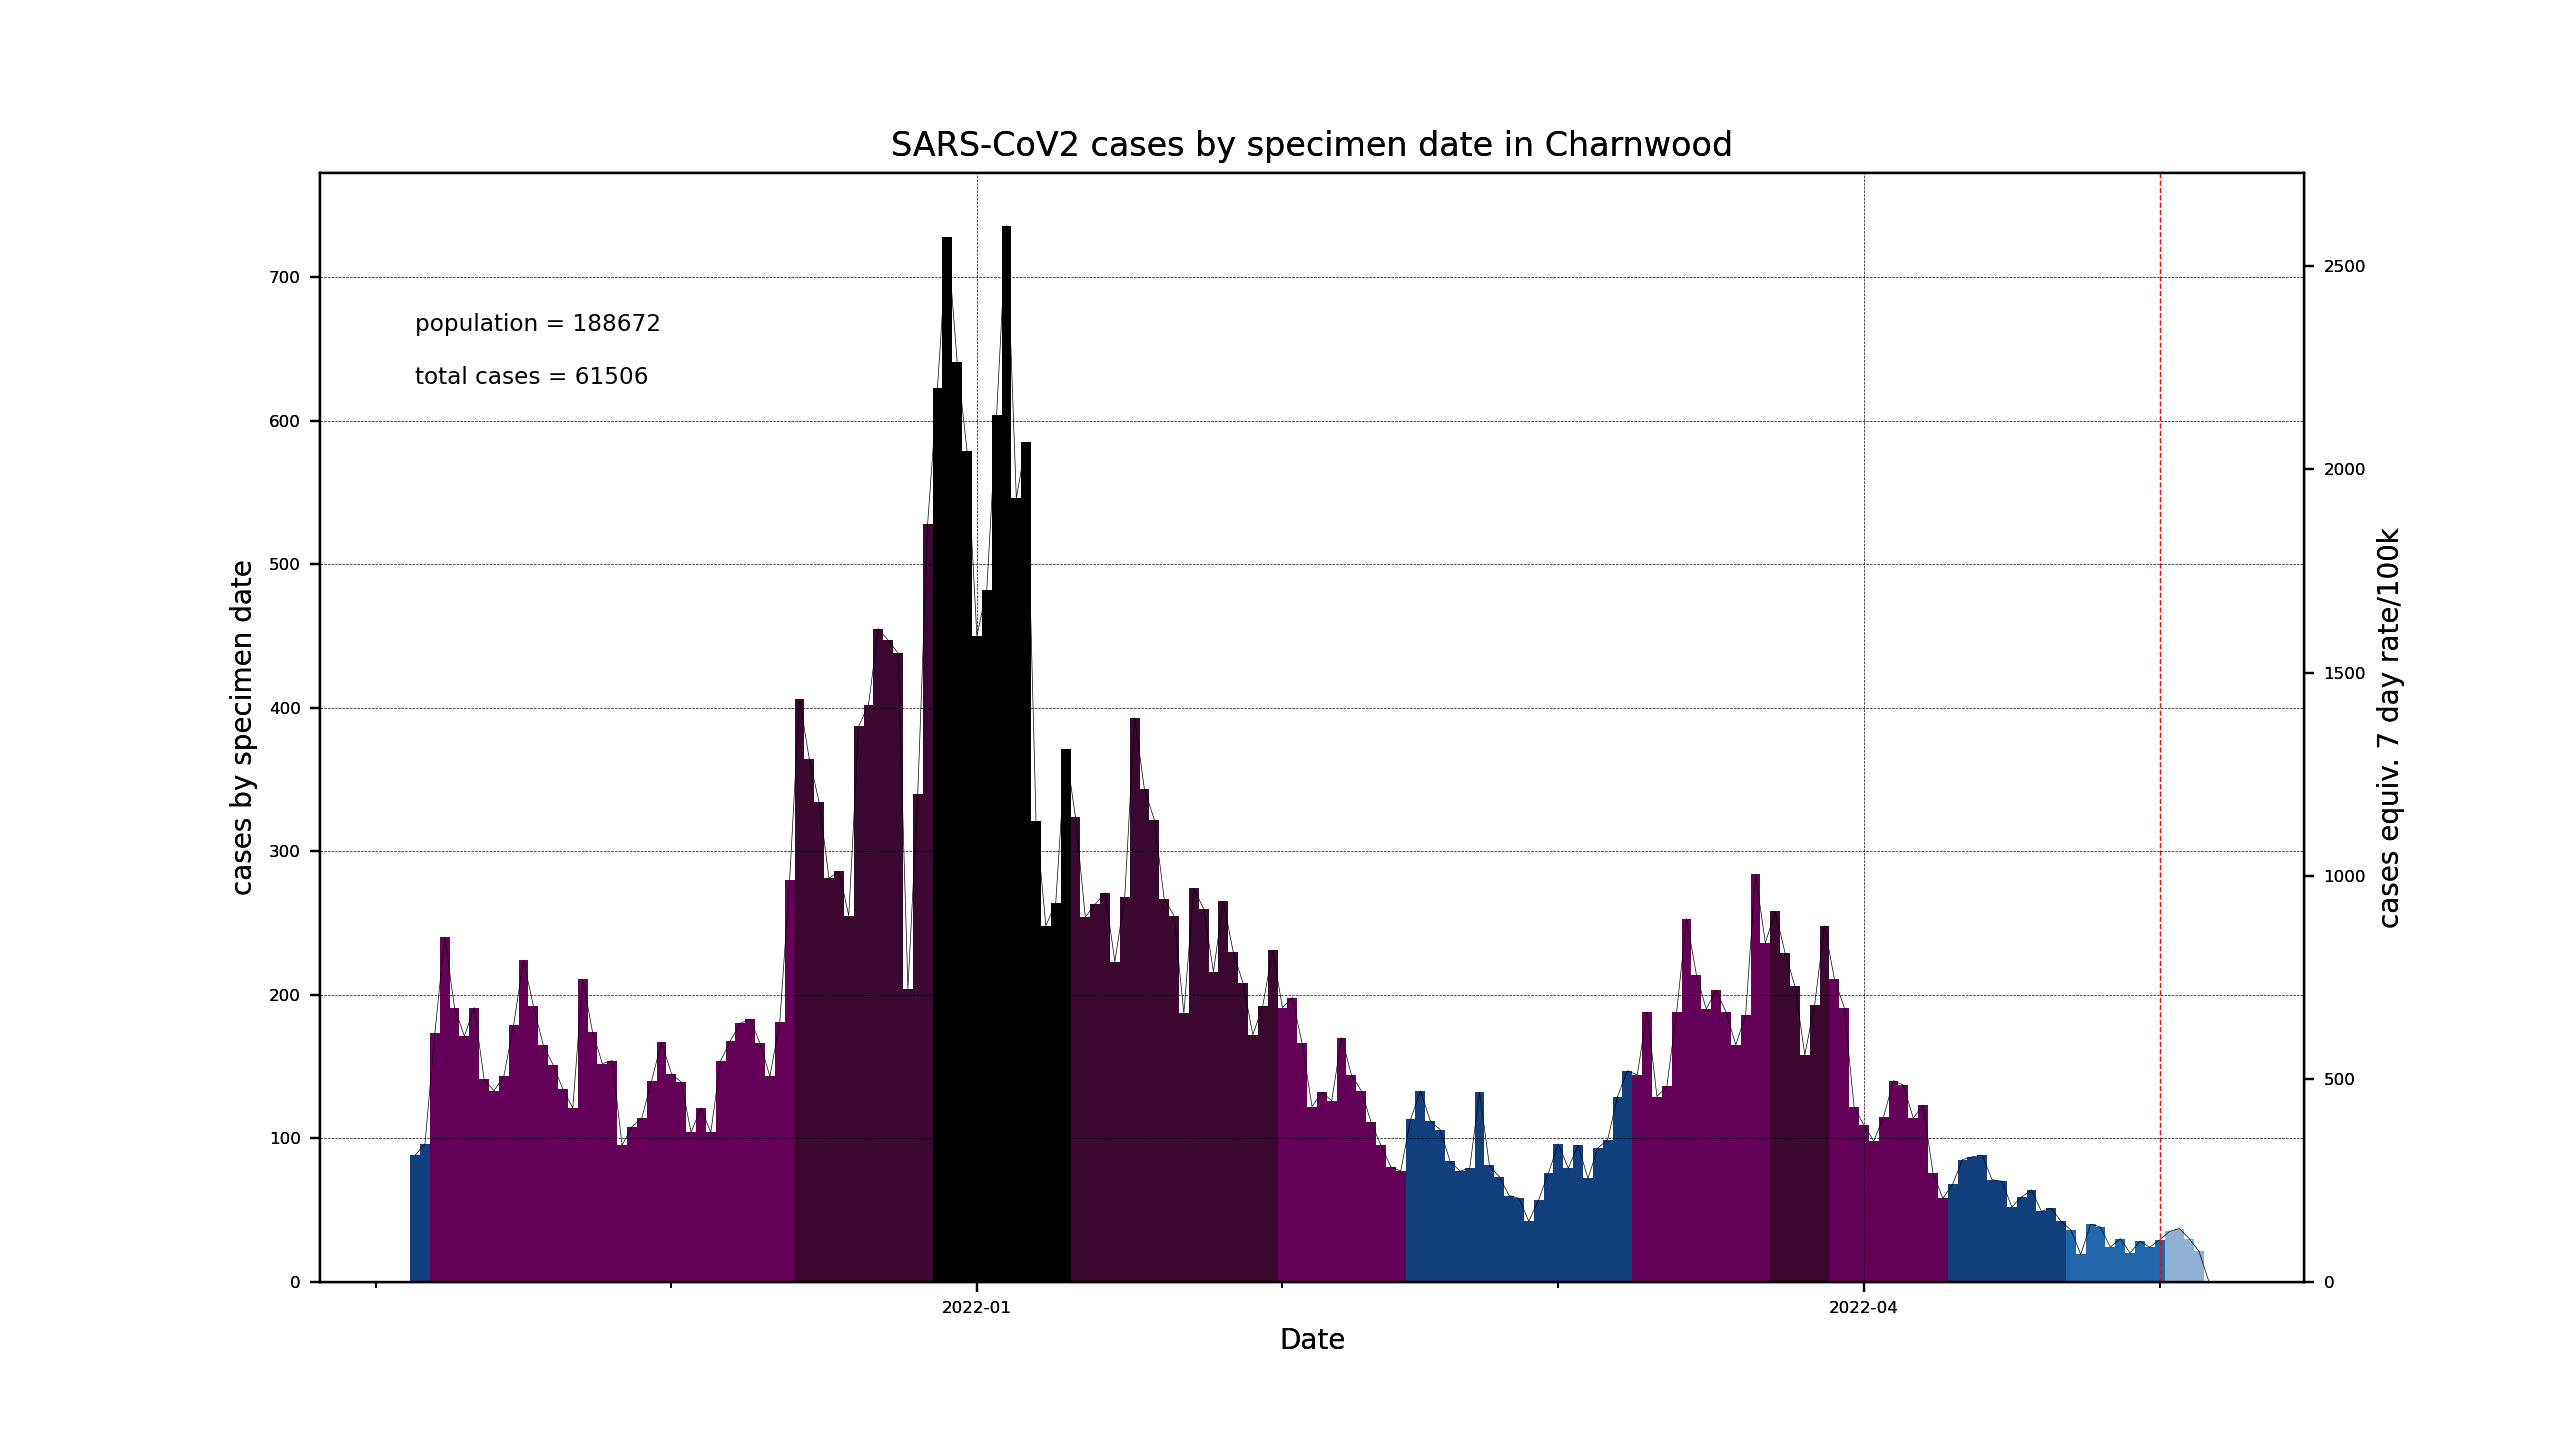 SARS-CoV2 cases by specimen date in Charnwood
population = 188672
total cases = 61506
cases by specimen date
700
600
500
400
300
200
100
0
2500
2000
1500
1000
500
0
cases equiv. 7 day rate/100k
2022-01
2022-04
Date